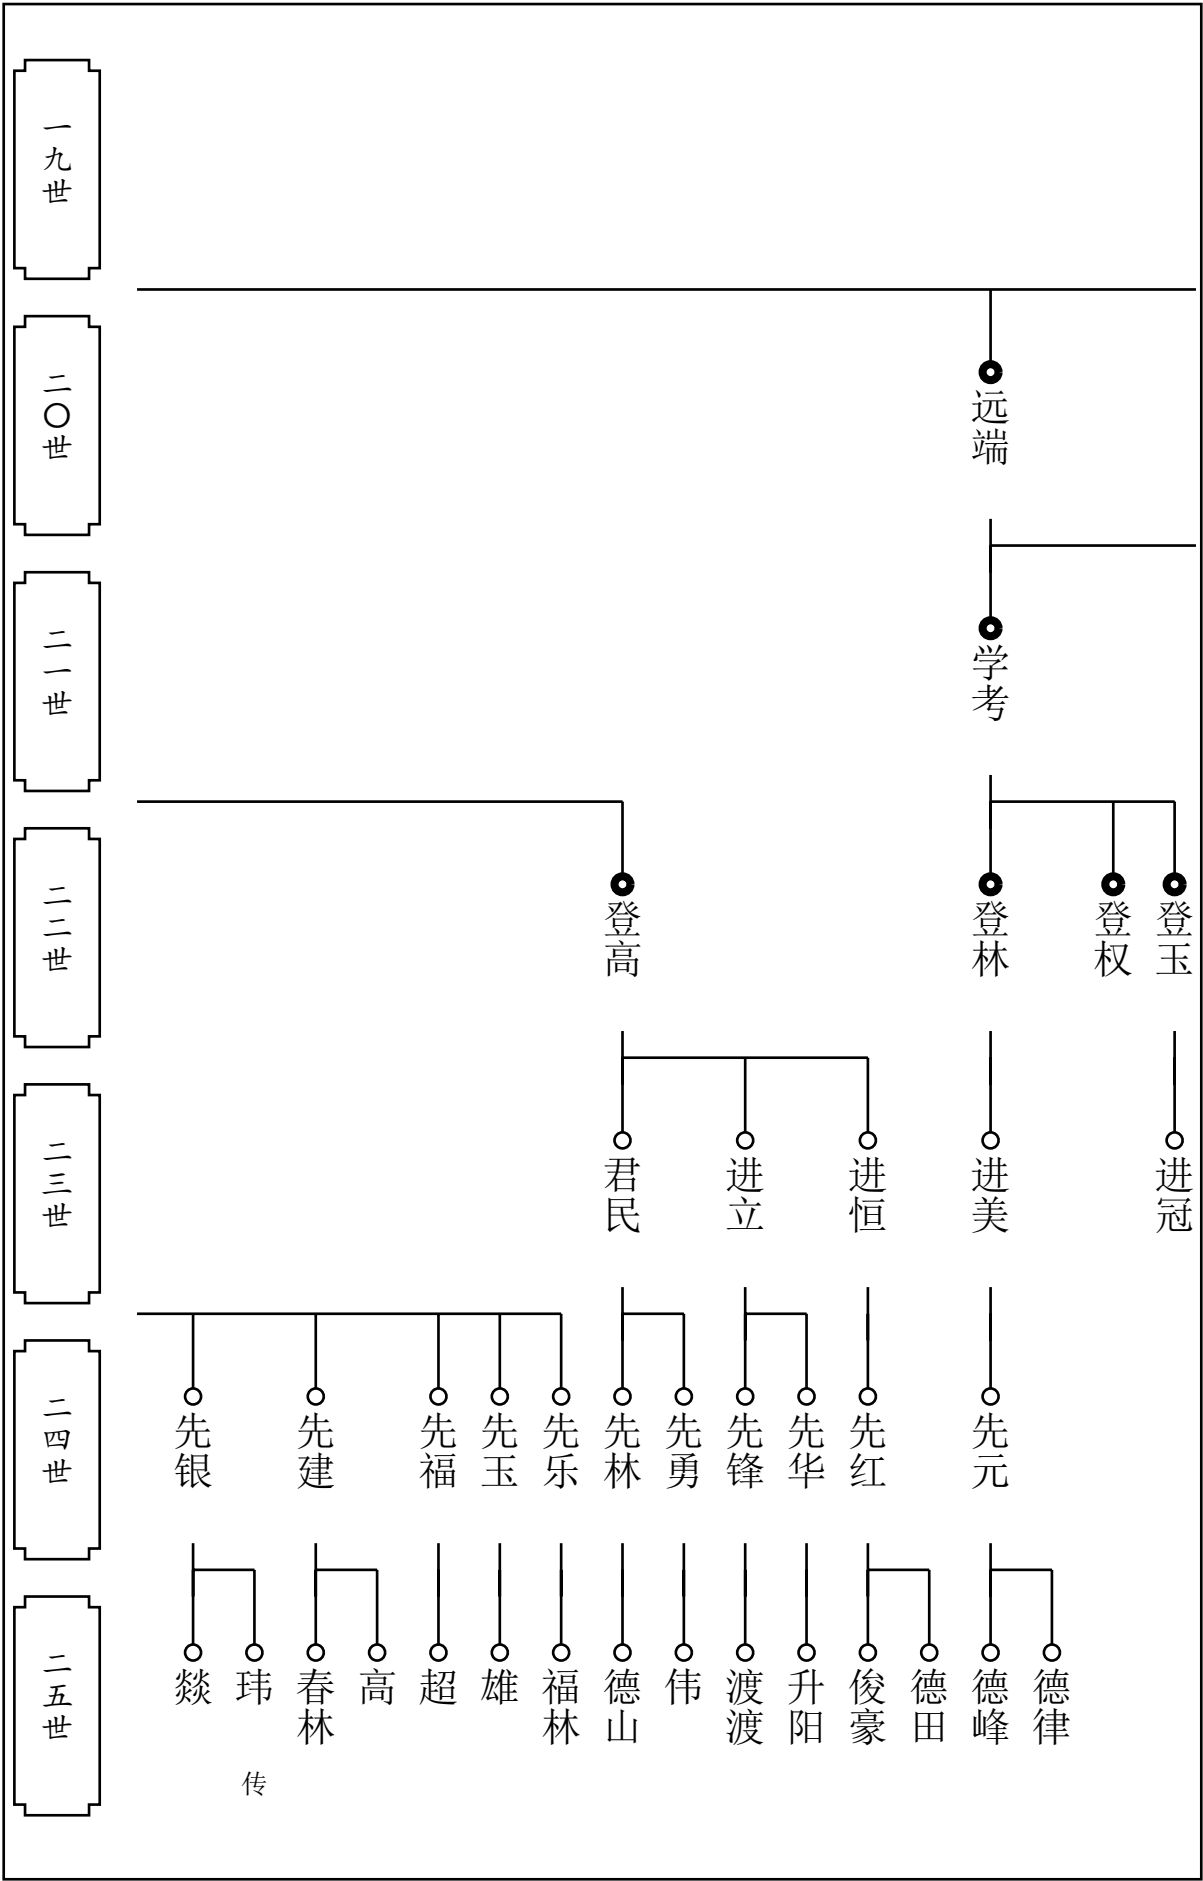 一九世
二〇世
二一世
二二世
二三世
二四世
二五世
远端
学考
登高
登林
登权
登玉
君民
进立
进恒
进美
进冠
先银
先建
先福
先玉
先乐
先林
先勇
先锋
先华
先红
先元
燚
玮
春林
高
超
雄
福林
德山
伟
渡渡
升阳
俊豪
德田
德峰
德律
传